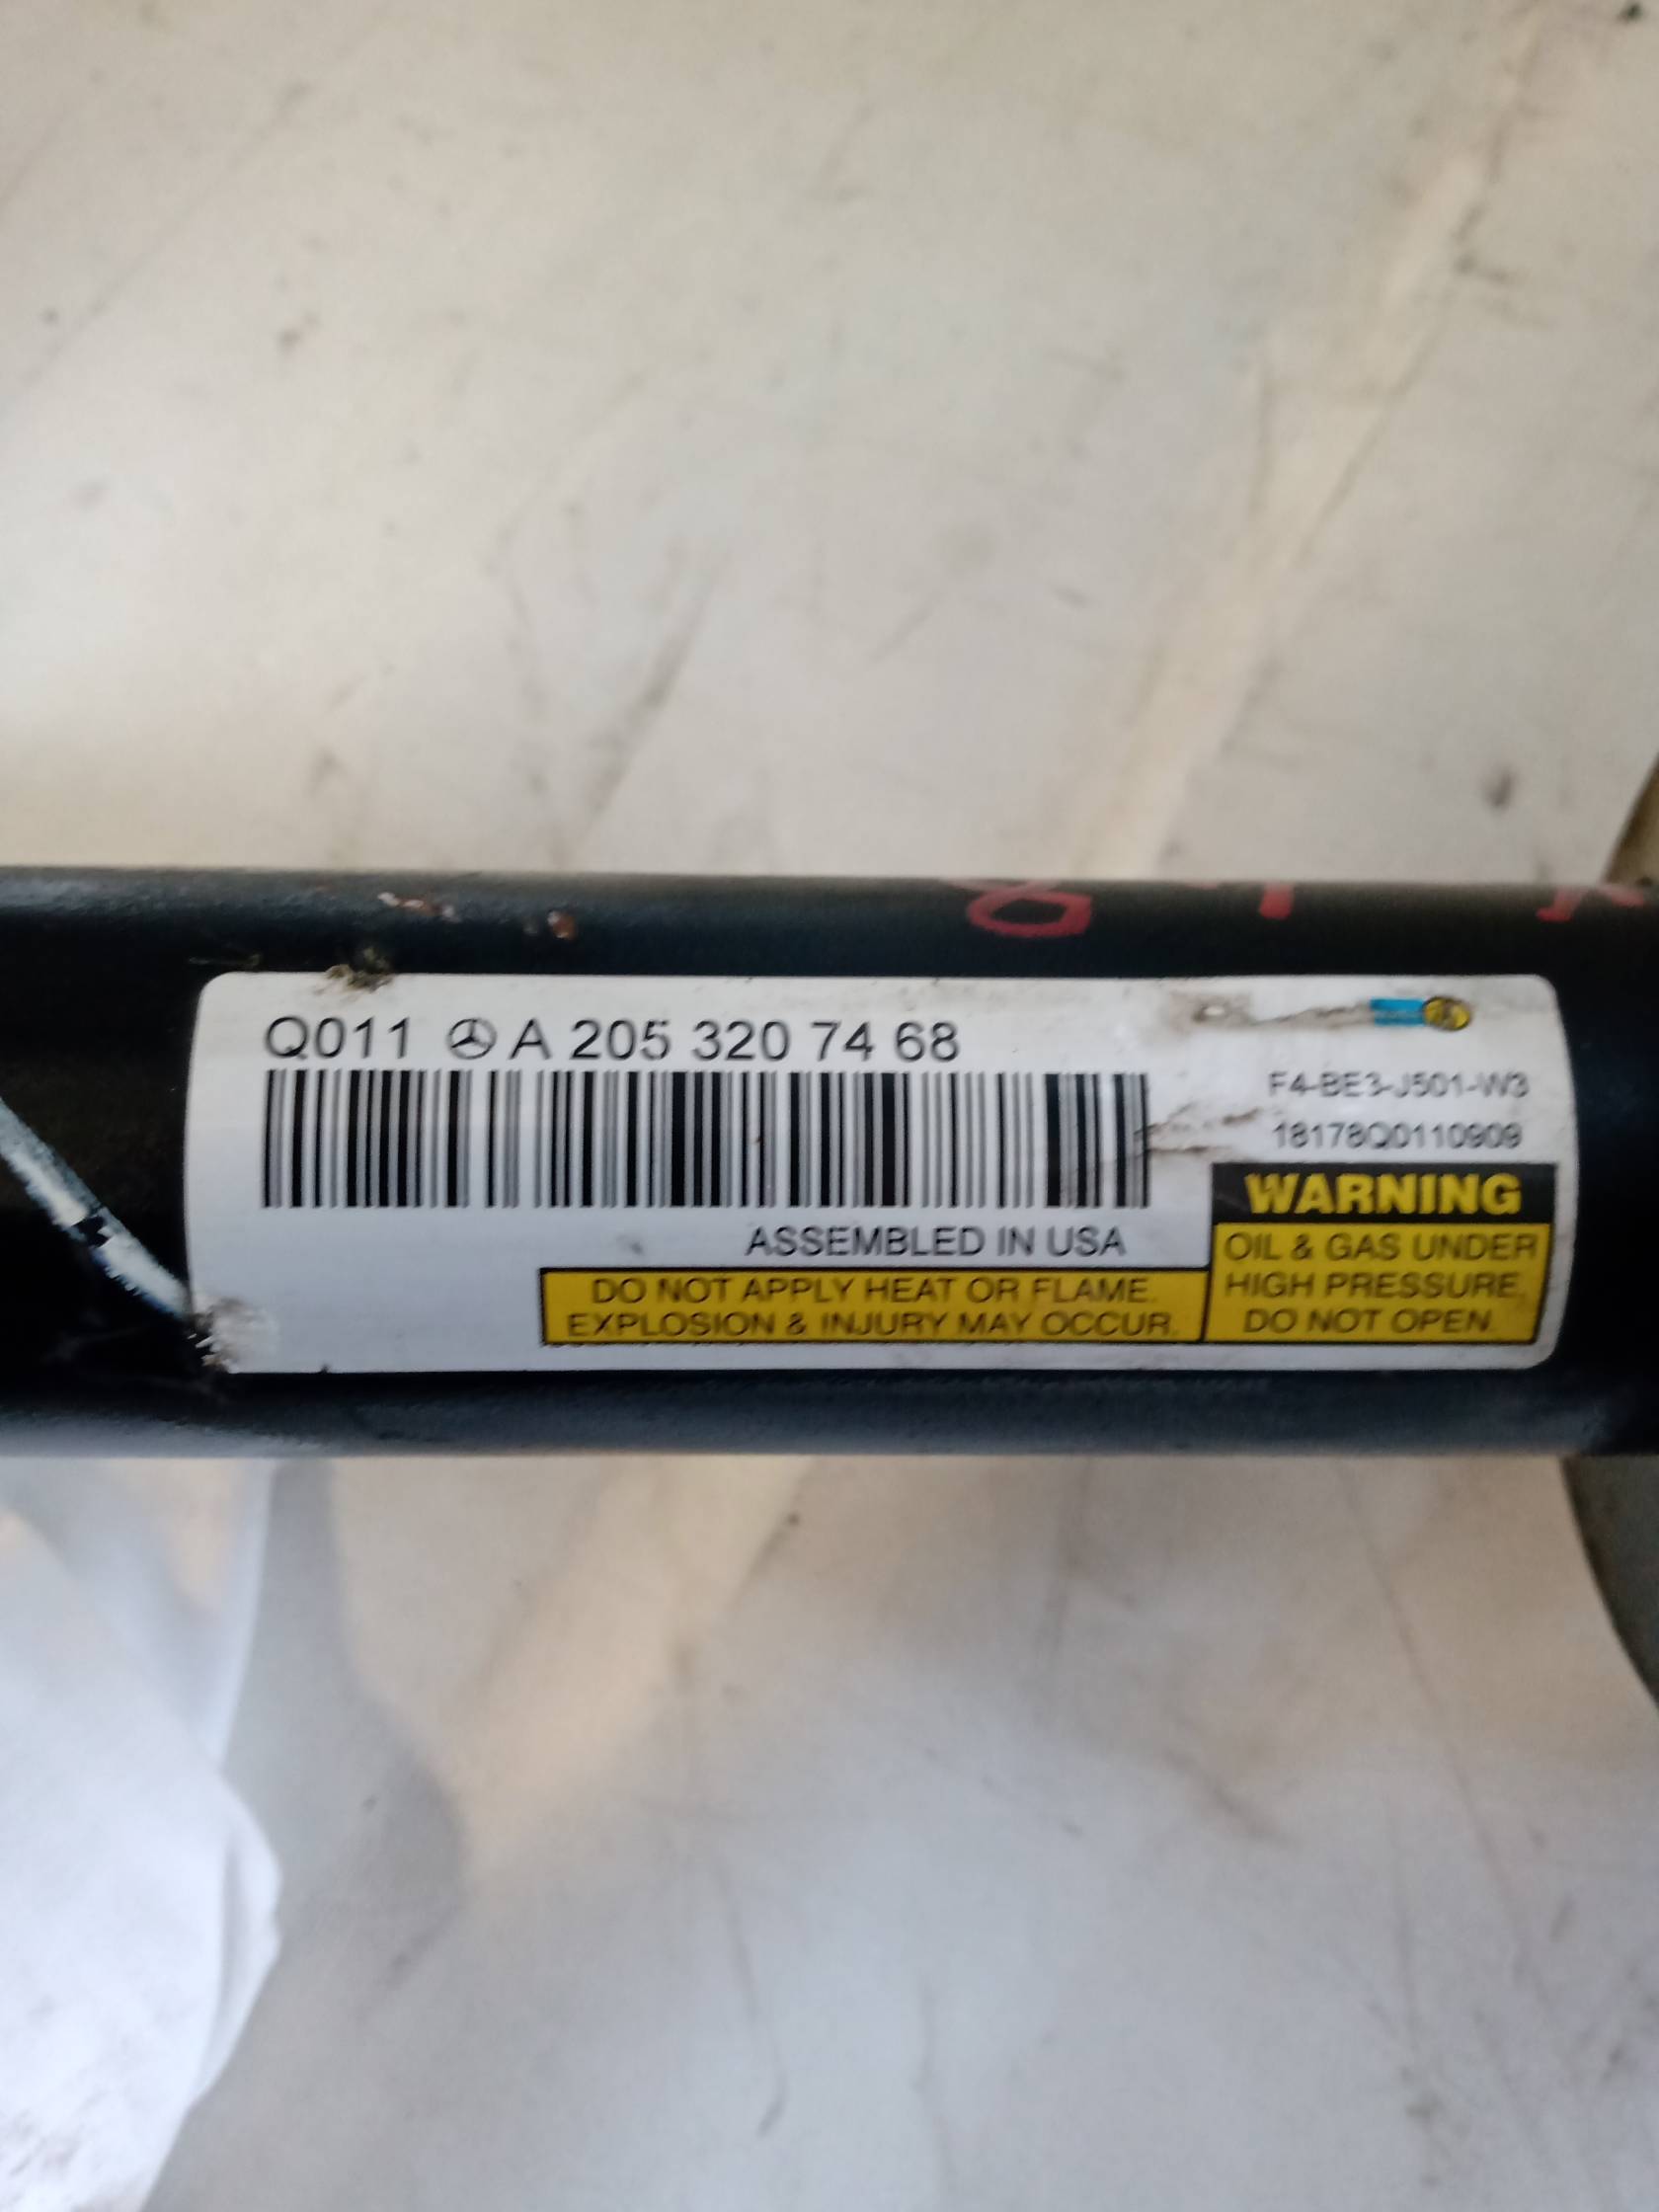 8
Q011 A 205 320 74 68
F4-BE3-J501-W3
18178Q0110909
WARNING
OIL & GAS UNDER
HIGH PRESSURE.
DO NOT OPEN.
ASSEMBLED IN USA
DO NOT APPLY HEAT OR FLAME.
EXPLOSION & INJURY MAY OCCUR.